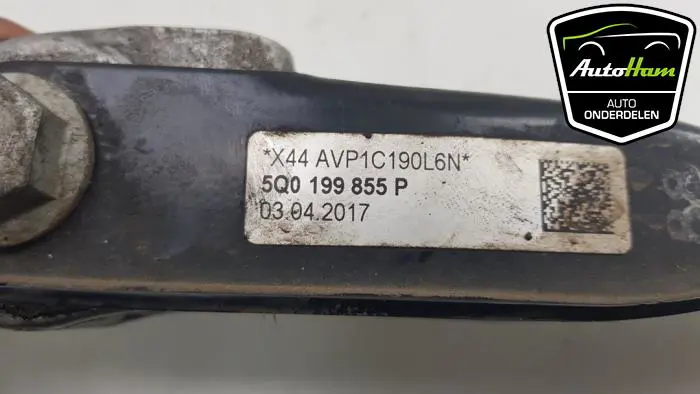 AutoHam
AUTO
ONDERDELEN
*X44 AVP1C190L6N*
5Q0 199 855 P
03.04.2017